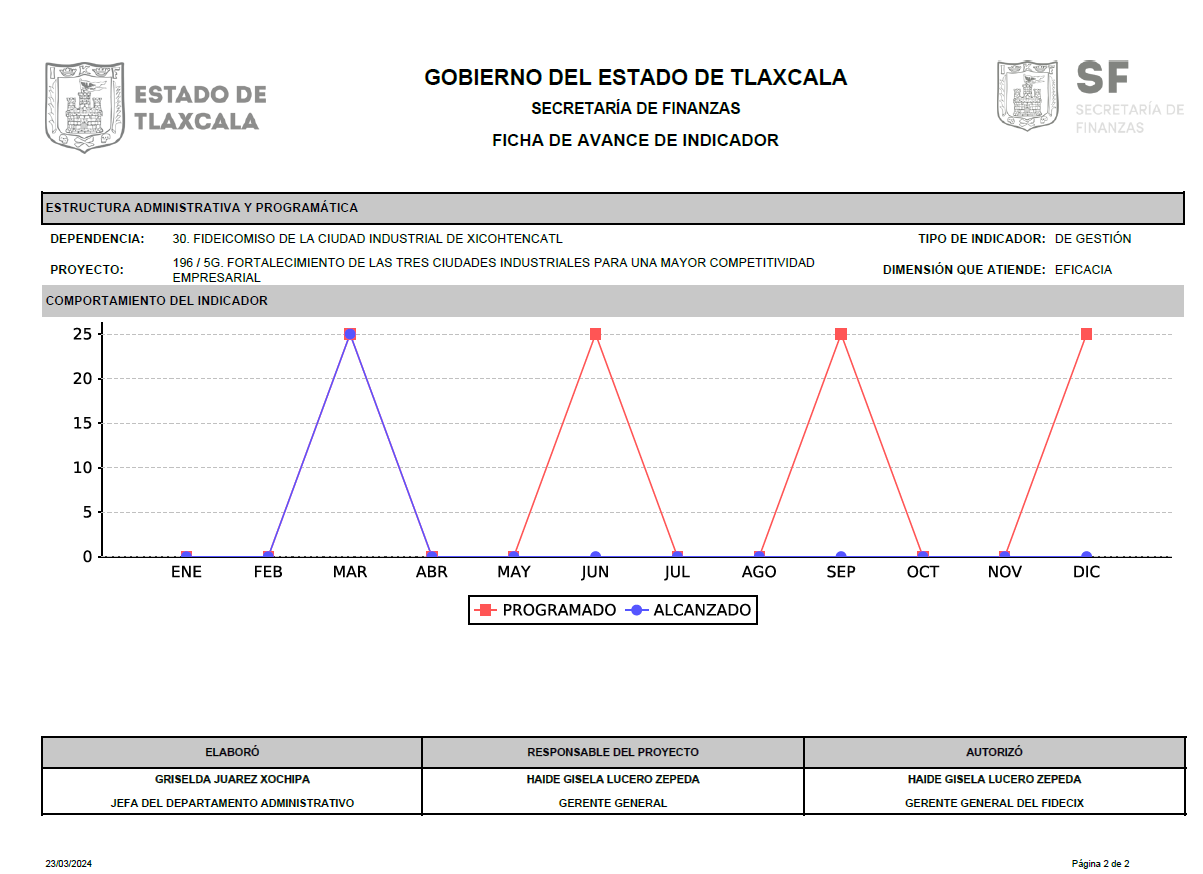 ESTADO DE
TLAXCALA
GOBIERNO DEL ESTADO DE TLAXCALA
SECRETARÍA DE FINANZAS
FICHA DE AVANCE DE INDICADOR
SF
SECRETARÍA DE
FINANZAS
ESTRUCTURA ADMINISTRATIVA Y PROGRAMÁTICA
DEPENDENCIA: 30. FIDEICOMISO DE LA CIUDAD INDUSTRIAL DE XICOHTENCATL TIPO DE INDICADOR: DE GESTIÓN
PROYECTO: 196 / 5G. FORTALECIMIENTO DE LAS TRES CIUDADES INDUSTRIALES PARA UNA MAYOR COMPETITIVIDAD
EMPRESARIAL
DIMENSIÓN QUE ATIENDE: EFICACIA
COMPORTAMIENTO DEL INDICADOR
25
20
15
10
5
0
ENE FEB MAR ABR MAY JUN JUL AGO SEP OCT NOV DIC
PROGRAMADO ALCANZADO
ELABORÓ RESPONSABLE DEL PROYECTO AUTORIZÓ
GRISELDA JUAREZ XOCHIPA HAIDE GISELA LUCERO ZEPEDA HAIDE GISELA LUCERO ZEPEDA
JEFA DEL DEPARTAMENTO ADMINISTRATIVO GERENTE GENERAL GERENTE GENERAL DEL FIDECIX
23/03/2024 Página 2 de 2